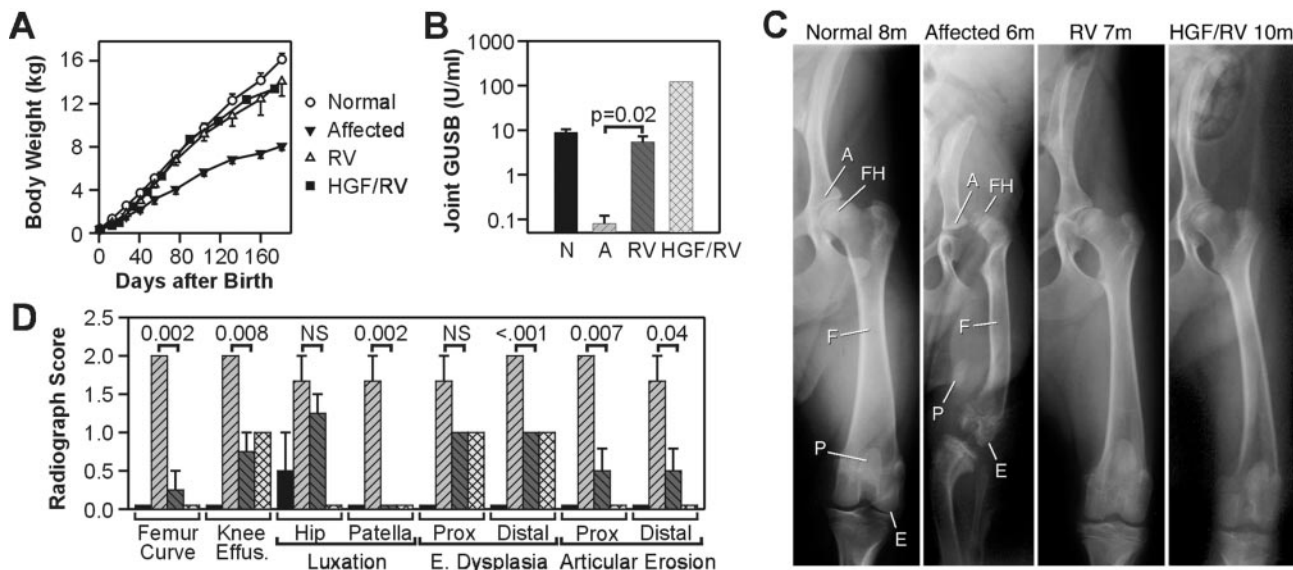 A
Body Weight (kg)
16
12
8
4
0
0 40 80 120 160
Days after Birth
Normal
Affected
RV
HGF/RV
B
Joint GUSB (U/ml)
1000
100
10
1
0.1
p=0.02
N A RV HGF/RV
C
Normal 8m Affected 6m RV 7m HGF/RV 10m
A
FH
F
P
E
A
FH
F
P
E
D
Radiograph Score
2.5
2.0
1.5
1.0
0.5
0.0
0.002 0.008 NS 0.002 NS <.001 0.007 0.04
Femur Knee Hip Patella Prox Distal Prox Distal
Curve Effus. Luxation E. Dysplasia Articular Erosion